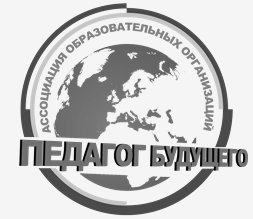 АССОЦИАЦИЯ ОБРАЗОВАТЕЛЬНЫХ ОРГАНИЗАЦИЙ
ПЕДАГОГ БУДУЩЕГО